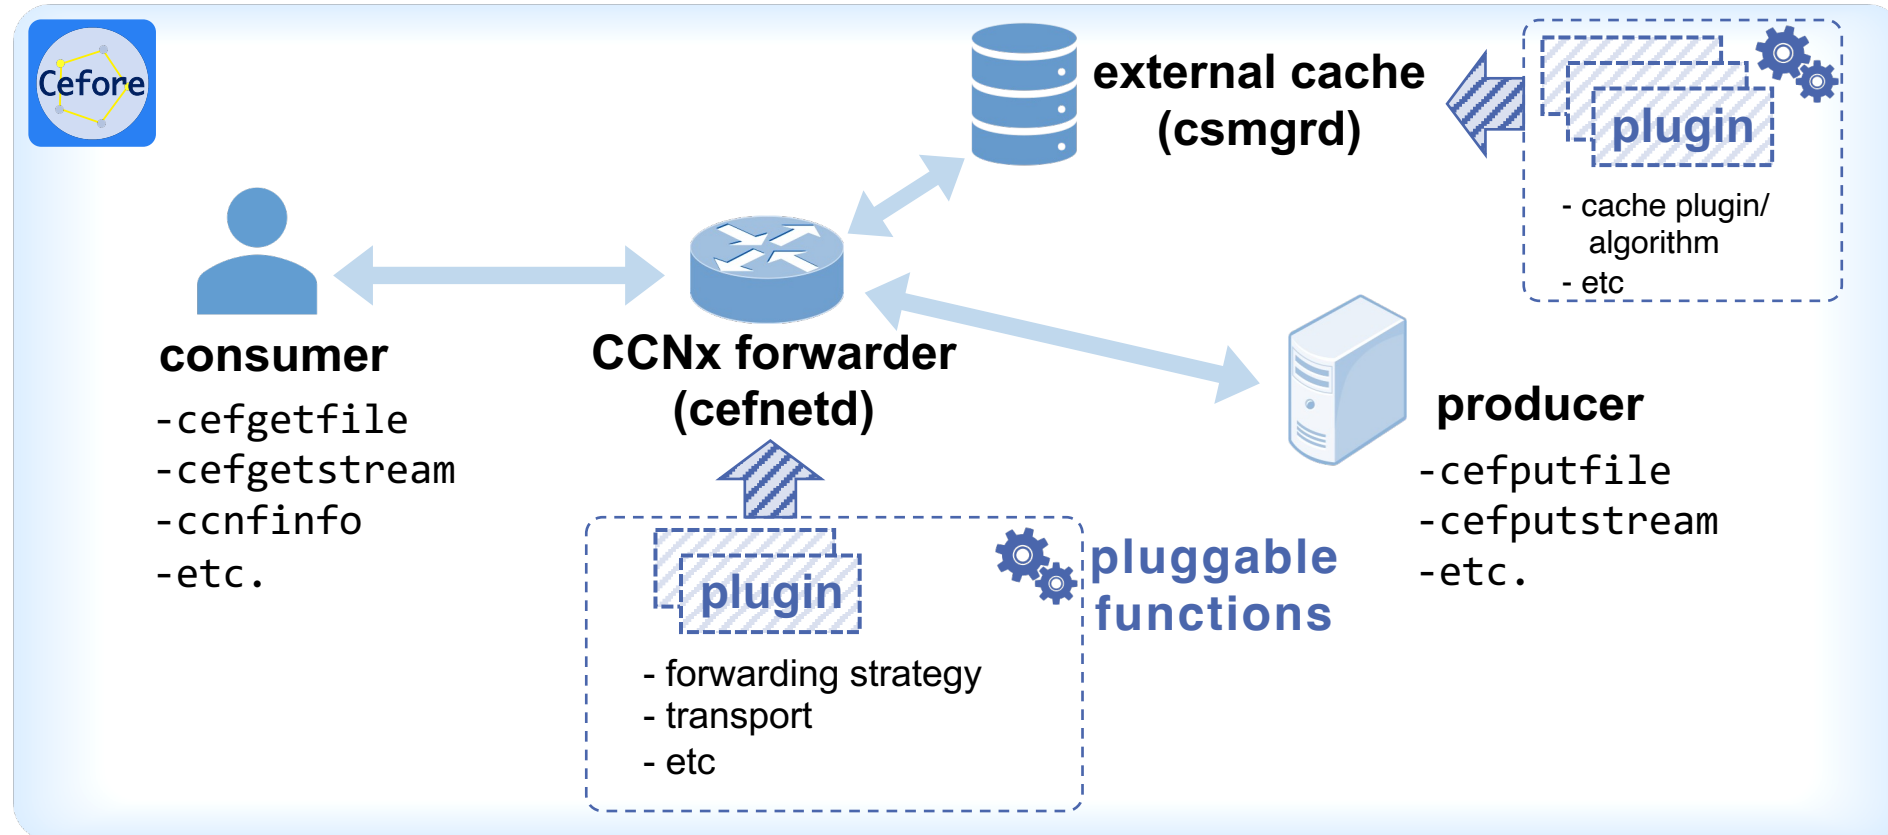 Cefore
external cache
(csmgrd)
plugin
- cache plugin/
algorithm
- etc
consumer
-cefgetfile
-cefgetstream
-ccnfinfo
-etc.
CCNx forwarder
(cefnetd)
producer
-cefputfile
-cefputstream
-etc.
plugin
pluggable
functions
- forwarding strategy
- transport
- etc